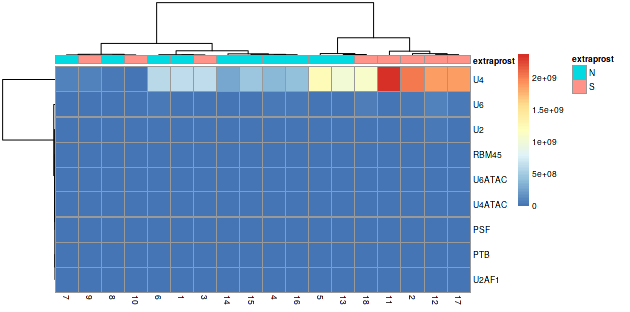 extraprost
U4
U6
U2
RBM45
U6ATAC
U4ATAC
PSF
PTB
U2AF1
7 9 8 10 6 1 3 14 15 4 16 5 13 18 11 2 12 17
2e+09
1.5e+09
1e+09
5e+08
0
extraprost
N
S